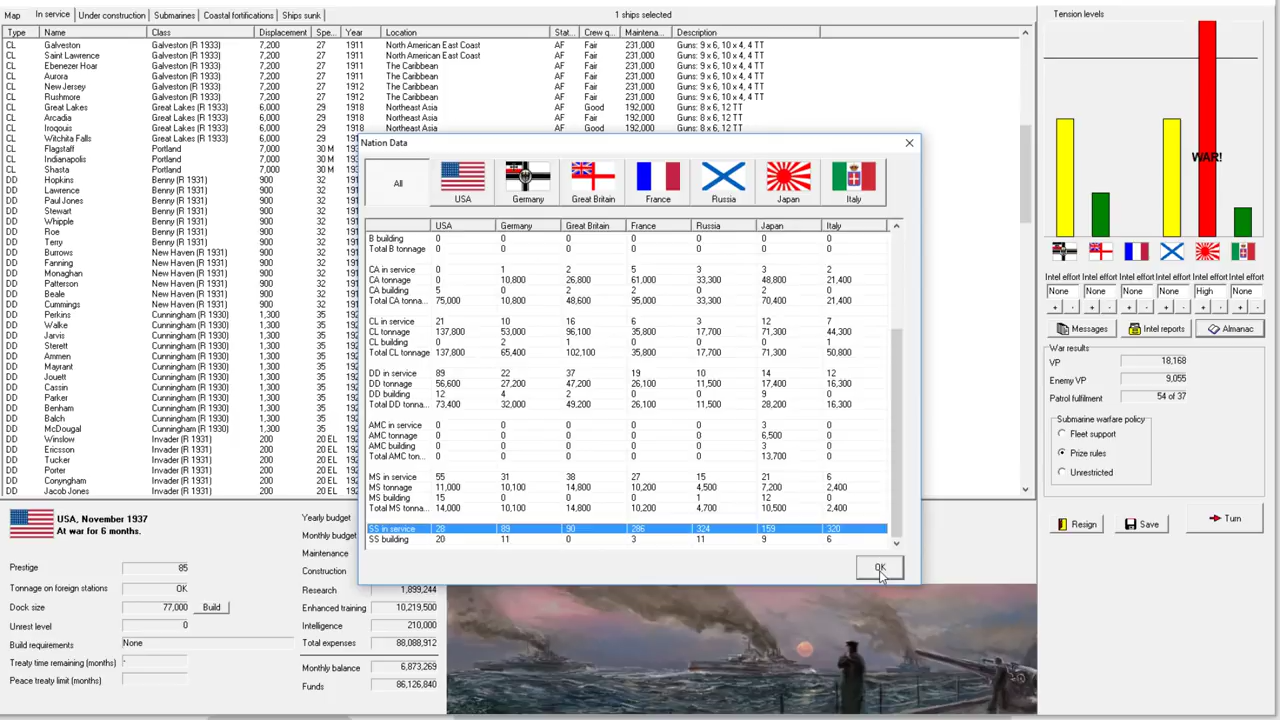 Map In service Under construction Submarines Coastal fortifications Ships sunk 1 ships selected
Type Name Class Displacement Spe... Year Location Stat... Crew q... Maintena... Description
CL Galveston Galveston (R 1933) 7,200 27 1911 North American East Coast AF Fair 231,000 Guns: 9 x 6, 10 x 4, 4 TT
CL Saint Lawrence Galveston (R 1933) 7,200 27 1911 North American East Coast AF Fair 231,000 Guns: 9 x 6, 10 x 4, 4 TT
CL Ebenezer Hoar Galveston (R 1933) 7,200 27 1911 The Caribbean AF Fair 231,000 Guns: 9 x 6, 10 x 4, 4 TT
CL Aurora Galveston (R 1933) 7,200 27 1912 The Caribbean AF Fair 231,000 Guns: 9 x 6, 10 x 4, 4 TT
CL New Jersey Galveston (R 1933) 7,200 27 1912 The Caribbean AF Fair 231,000 Guns: 9 x 6, 10 x 4, 4 TT
CL Rushmore Galveston (R 1933) 7,200 27 1912 The Caribbean AF Fair 231,000 Guns: 9 x 6, 10 x 4, 4 TT
CL Great Lakes Great Lakes (R 1933) 6,000 29 1918 Northeast Asia AF Good 192,000 Guns: 8 x 6, 12 TT
CL Arcadia Great Lakes (R 1933) 6,000 29 1918 Northeast Asia AF Good 192,000 Guns: 8 x 6, 12 TT
CL Iroquois Great Lakes (R 1933) 6,000 29 1918 Northeast Asia AF Good 192,000 Guns: 8 x 6, 12 TT
CL Witchita Falls Great Lakes (R 1933)
CL Flagstaff Portland 7,000 30 M
CL Indianapolis Portland 7,000 30 M
CL Shasta Portland 7,000 30 M
DD Hopkins Benny (R 1931) 900 32
DD Lawrence Benny (R 1931) 900 32
DD Paul Jones Benny (R 1931) 900 32
DD Stewart Benny (R 1931) 900 32
DD Whipple Benny (R 1931) 900 32
DD Roe Benny (R 1931) 900 32
DD Terry Benny (R 1931) 900 32
DD Burrows New Haven (R 1931) 900 32
DD Fanning New Haven (R 1931) 900 32
DD Monaghan New Haven (R 1931) 900 32
DD Patterson New Haven (R 1931) 900 32
DD Beale New Haven (R 1931) 900 32
DD Cummings New Haven (R 1931) 900 32
DD Perkins Cunningham (R 1930) 1,300 35
DD Walke Cunningham (R 1930) 1,300 35
DD Jarvis Cunningham (R 1930) 1,300 35
DD Sterett Cunningham (R 1930) 1,300 35
DD Ammen Cunningham (R 1930) 1,300 35
DD Mayrant Cunningham (R 1930) 1,300 35
DD Jouett Cunningham (R 1930) 1,300 35
DD Cassin Cunningham (R 1930) 1,300 35
DD Parker Cunningham (R 1930) 1,300 35
DD Benham Cunningham (R 1930) 1,300 35
DD Balch Cunningham (R 1930) 1,300 35
DD McDougal Cunningham (R 1930) 1,300 35
DD Winslow Invader (R 1931) 200 20 EL
DD Ericsson Invader (R 1931) 200 20 EL
DD Tucker Invader (R 1931) 200 20 EL
DD Porter Invader (R 1931) 200 20 EL
DD Conyngham Invader (R 1931) 200 20 EL
DD Jacob Jones Invader (R 1931) 200 20 EL
Nation Data
All USA Germany Great Britain France Russia Japan Italy
USA Germany Great Britain France Russia Japan Italy
B building 0 0 0 0 0 0 0
Total B tonnage 0 0 0 0 0 0 0
CA in service 0 1 2 5 3 3 2
CA tonnage 0 10,800 26,800 61,000 33,300 48,800 21,400
CA building 5 0 2 2 0 2 0
Total CA tonna... 75,000 10,800 48,600 95,000 33,300 70,400 21,400
CL in service 21 10 16 6 3 12 7
CL tonnage 137,800 53,000 96,100 35,800 17,700 71,300 44,300
CL building 0 2 1 0 0 0 1
Total CL tonnage 137,800 65,400 102,100 35,800 17,700 71,300 50,800
DD in service 89 22 37 19 10 14 12
DD tonnage 56,600 27,200 47,200 26,100 11,500 17,400 16,300
DD building 12 4 2 0 0 9 0
Total DD tonna... 73,400 32,000 49,200 26,100 11,500 28,200 16,300
AMC in service 0 0 0 0 0 3 0
AMC tonnage 0 0 0 0 0 6,500 0
AMC building 0 0 0 0 0 3 0
Total AMC ton... 0 0 0 0 0 13,700 0
MS in service 55 31 38 27 15 21 6
MS tonnage 11,000 10,100 14,800 10,200 4,500 7,200 2,400
MS building 15 0 0 0 1 12 0
Total MS tonna... 14,000 10,100 14,800 10,200 4,700 10,500 2,400
SS in service 28 89 90 286 324 159 320
SS building 20 11 0 3 11 9 6
OK
Tension levels
WAR!
Intel effort Intel effort Intel effort Intel effort Intel effort Intel effort
None None None None High None
+ - + - + - + - + - + -
Messages Intel reports Almanac
War results
VP 18,168
Enemy VP 9,055
Patrol fulfilment 54 of 37
Submarine warfare policy
Fleet support
Prize rules
Unrestricted
Resign Save Turn
USA, November 1937
At war for 6 months.
Prestige 85
Tonnage on foreign stations OK
Dock size 77,000 Build
Unrest level 0
Build requirements None
Treaty time remaining (months) -
Peace treaty limit (months)
Yearly budget
Monthly budget
Maintenance
Construction
Research 1,899,244
Enhanced training 10,219,500
Intelligence 210,000
Total expenses 88,088,912
Monthly balance 6,873,269
Funds 86,126,840